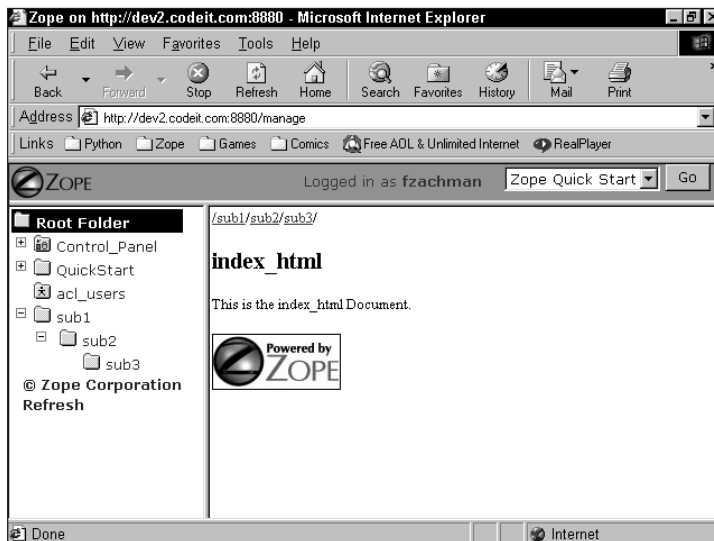 Zope on http://dev2.codeit.com:8880 - Microsoft Internet Explorer
File Edit View Favorites Tools Help
Back Forward Stop Refresh Home Search Favorites History Mail Print
Address http://dev2.codeit.com:8880/manage
Links Python Zope Games Comics Free AOL & Unlimited Internet RealPlayer
ZOPE Logged in as fzachman Zope Quick Start Go
Root Folder
Control_Panel
QuickStart
acl_users
sub1
sub2
sub3
© Zope Corporation
Refresh
/sub1/sub2/sub3/
index_html
This is the index_html Document.
Powered by
ZOPE
Done Internet